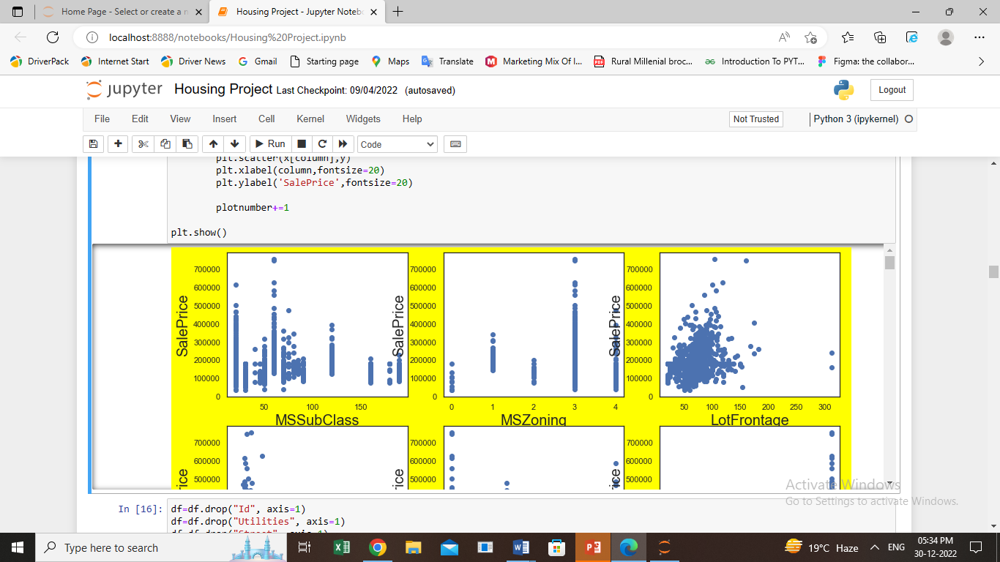 Home Page - Select or create a n
Housing Project - Jupyter Noteb
localhost:8888/notebooks/Housing%20Project.ipynb
DriverPack Internet Start Driver News Gmail Starting page Maps Translate Marketing Mix Of I... Rural Millenial broc... Introduction To PYT... Figma: the collabor...
jupyter Housing Project Last Checkpoint: 09/04/2022 (autosaved) Logout
File Edit View Insert Cell Kernel Widgets Help Not Trusted Python 3 (ipykernel)
Run Code
plt.scatter(x[column],y)
plt.xlabel(column,fontsize=20)
plt.ylabel('SalePrice',fontsize=20)
plotnumber+=1
plt.show()
SalePrice
700000
600000
500000
400000
300000
200000
100000
0
50 100 150
MSSubClass
SalePrice
700000
600000
500000
400000
300000
200000
100000
0
0 1 2 3 4
MSZoning
SalePrice
700000
600000
500000
400000
300000
200000
100000
0
50 100 150 200 250 300
LotFrontage
rice
700000
600000
500000
rice
700000
600000
500000
rice
700000
600000
500000
Activate Windows
Go to Settings to activate Windows.
In [16]: df=df.drop("Id", axis=1)
df=df.drop("Utilities", axis=1)
df=df.drop("Street", axis=1)
Type here to search
19°C Haze ENG 05:34 PM
30-12-2022